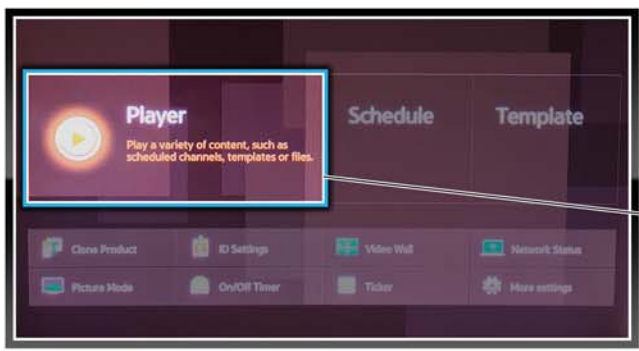 Player
Play a variety of content, such as
scheduled channels, templates or files.
Schedule
Template
Clone Product
ID Settings
Video Wall
Network Status
Picture Mode
On/Off Timer
Ticker
More settings